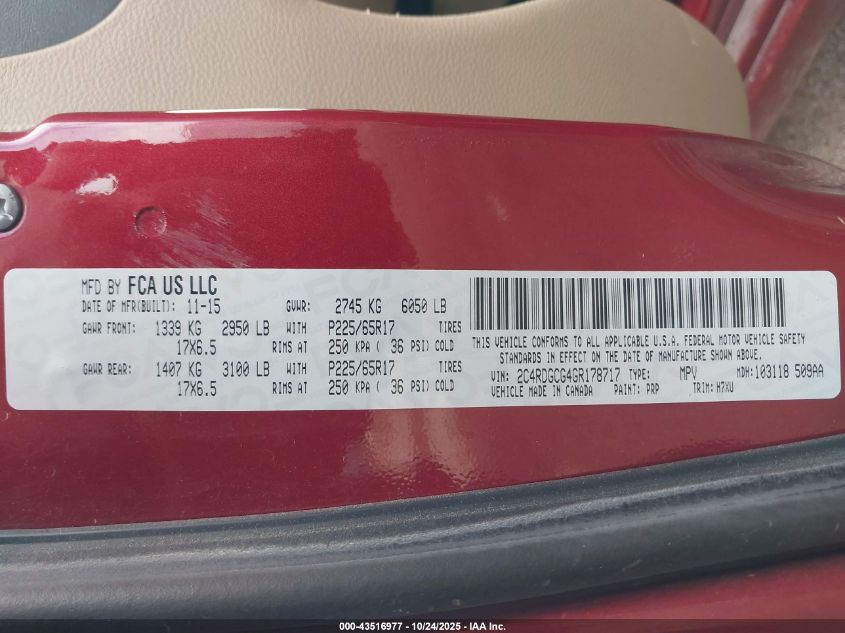 MFD BY FCA US LLC
DATE OF MFR(BUILT): 11-15 GVWR: 2745 KG 6050 LB
GAWR FRONT: 1339 KG 2950 LB WITH P225/65R17 TIRES
17X6.5 RIMS AT 250 KPA ( 36 PSI) COLD
GAWR REAR: 1407 KG 3100 LB WITH P225/65R17 TIRES
17X6.5 RIMS AT 250 KPA ( 36 PSI) COLD
THIS VEHICLE CONFORMS TO ALL APPLICABLE U.S.A. FEDERAL MOTOR VEHICLE SAFETY
STANDARDS IN EFFECT ON THE DATE OF MANUFACTURE SHOWN ABOVE.
VIN: 2C4RDGCG4GR178717 TYPE: MPV MDH: 103118 509AA
VEHICLE MADE IN CANADA PAINT: PRP TRIM: H7XU
000-43516977 - 10/24/2025 - IAA Inc.